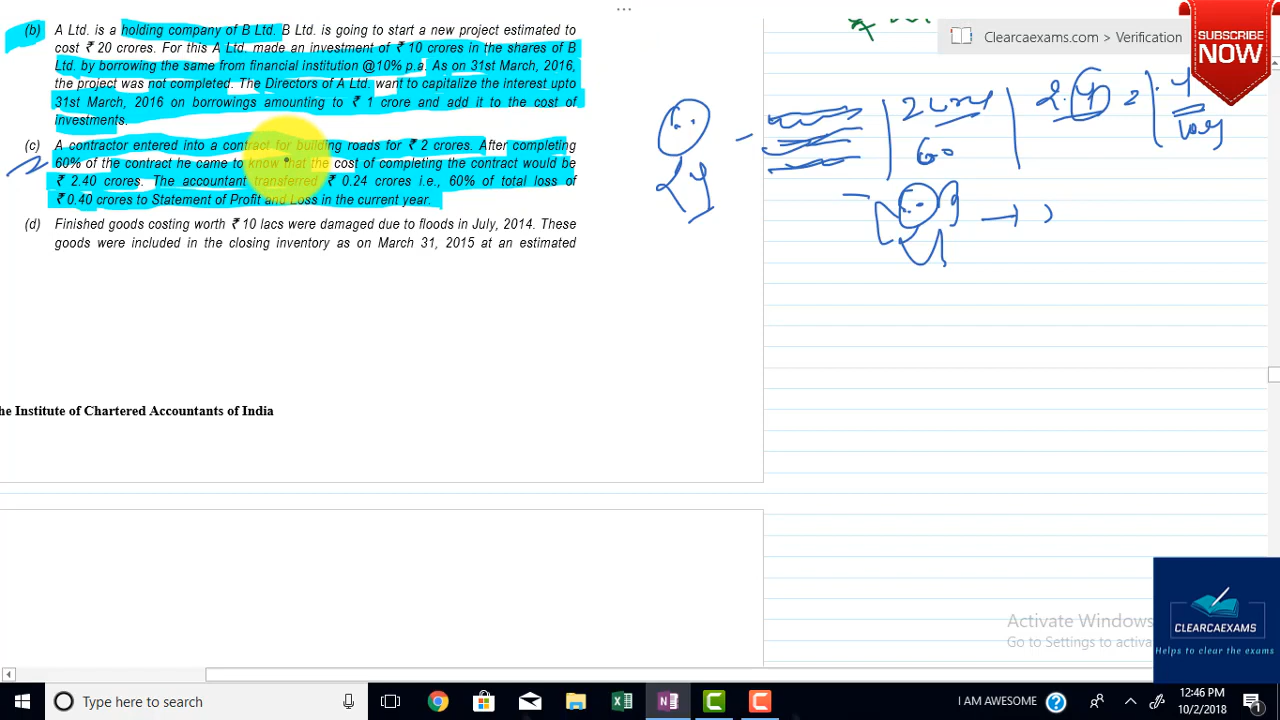 (b) A Ltd. is a holding company of B Ltd. B Ltd. is going to start a new project estimated to
cost ₹ 20 crores. For this A Ltd. made an investment of ₹ 10 crores in the shares of B
Ltd. by borrowing the same from financial institution @10% p.a. As on 31st March, 2016,
the project was not completed. The Directors of A Ltd. want to capitalize the interest upto
31st March, 2016 on borrowings amounting to ₹ 1 crore and add it to the cost of
investments.
(c) A contractor entered into a contract for building roads for ₹ 2 crores. After completing
60% of the contract he came to know that the cost of completing the contract would be
₹ 2.40 crores. The accountant transferred ₹ 0.24 crores i.e., 60% of total loss of
₹ 0.40 crores to Statement of Profit and Loss in the current year.
(d) Finished goods costing worth ₹ 10 lacs were damaged due to floods in July, 2014. These
goods were included in the closing inventory as on March 31, 2015 at an estimated
he Institute of Chartered Accountants of India
Clearcaexams.com > Verification
SUBSCRIBE
NOW
60
2.4
Activate Windows
Go to Settings to activa
CLEARCAEXAMS
Helps to clear the exams
Type here to search
I AM AWESOME
12:46 PM
10/2/2018
1